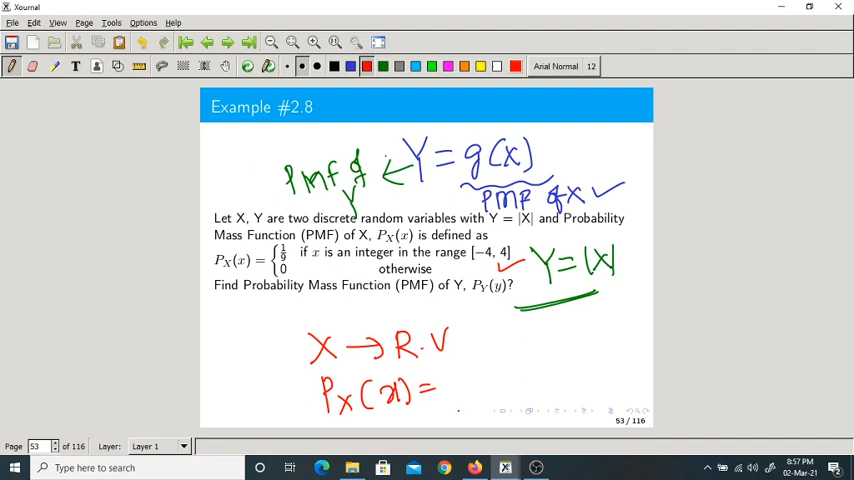 Xournal
File Edit View Page Tools Options Help
Arial Normal 12
Example #2.8
PMF of Y ← Y = g(X)
PMF of X ✓
Let X, Y are two discrete random variables with Y = |X| and Probability
Mass Function (PMF) of X, P_X(x) is defined as
P_X(x) = { 1/9 if x is an integer in the range [−4, 4]
0 otherwise
Y = |X|
Find Probability Mass Function (PMF) of Y, P_Y(y)?
X → R.V
P_X(x) =
53 / 116
Page 53 of 116 Layer: Layer 1
Type here to search
8:57 PM
02-Mar-21
2